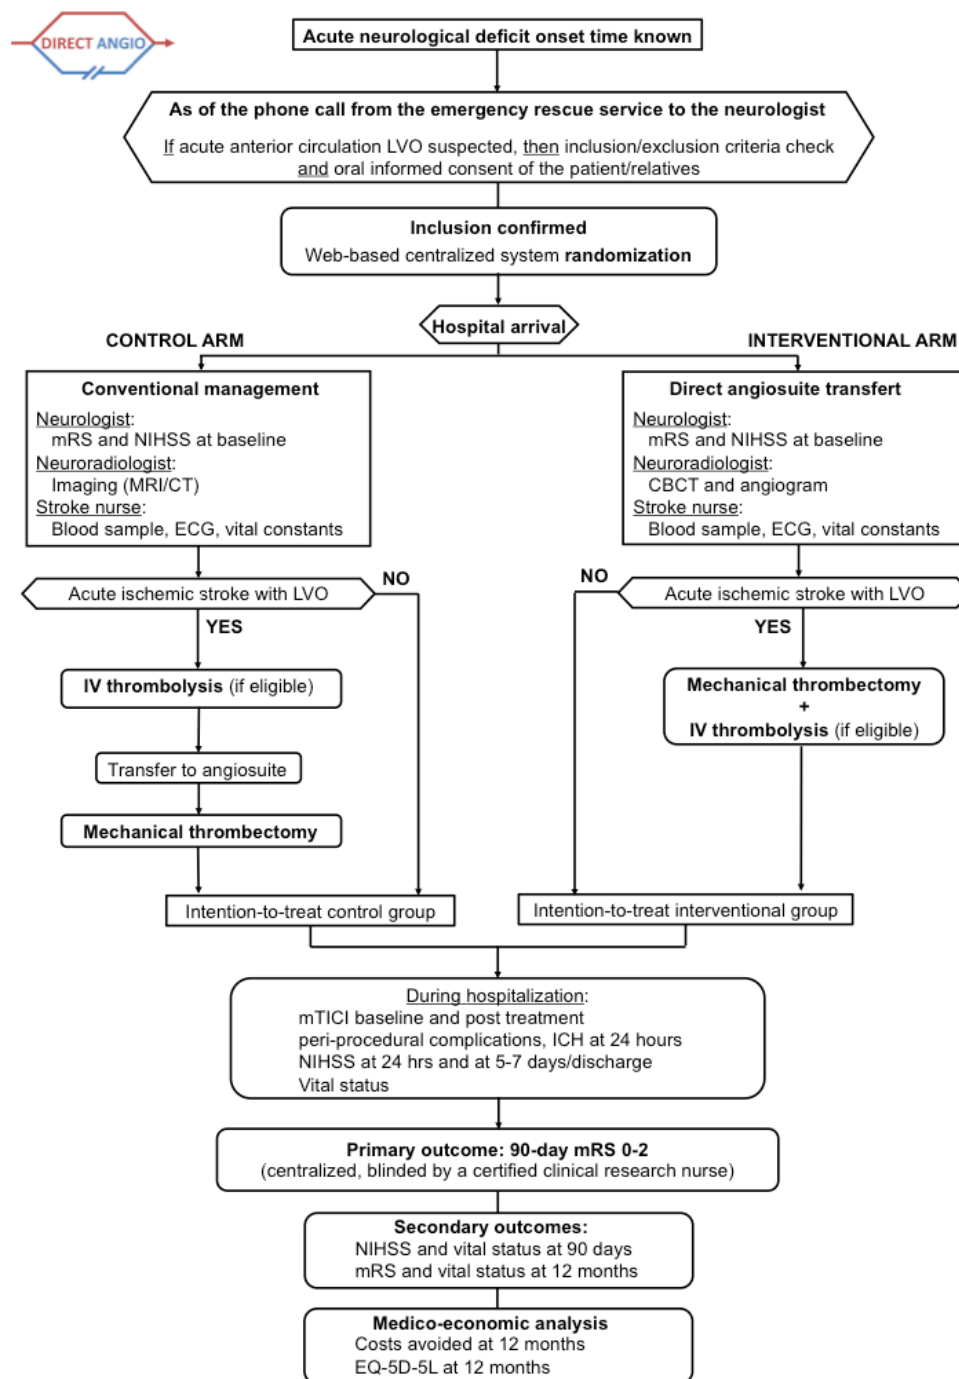 DIRECT ANGIO
Acute neurological deficit onset time known
As of the phone call from the emergency rescue service to the neurologist
If acute anterior circulation LVO suspected, then inclusion/exclusion criteria check
and oral informed consent of the patient/relatives
Inclusion confirmed
Web-based centralized system randomization
Hospital arrival
CONTROL ARM
Conventional management
Neurologist:
mRS and NIHSS at baseline
Neuroradiologist:
Imaging (MRI/CT)
Stroke nurse:
Blood sample, ECG, vital constants
Acute ischemic stroke with LVO
NO
YES
IV thrombolysis (if eligible)
Transfer to angiosuite
Mechanical thrombectomy
Intention-to-treat control group
INTERVENTIONAL ARM
Direct angiosuite transfert
Neurologist:
mRS and NIHSS at baseline
Neuroradiologist:
CBCT and angiogram
Stroke nurse:
Blood sample, ECG, vital constants
NO
Acute ischemic stroke with LVO
YES
Mechanical thrombectomy
+
IV thrombolysis (if eligible)
Intention-to-treat interventional group
During hospitalization:
mTICI baseline and post treatment
peri-procedural complications, ICH at 24 hours
NIHSS at 24 hrs and at 5-7 days/discharge
Vital status
Primary outcome: 90-day mRS 0-2
(centralized, blinded by a certified clinical research nurse)
Secondary outcomes:
NIHSS and vital status at 90 days
mRS and vital status at 12 months
Medico-economic analysis
Costs avoided at 12 months
EQ-5D-5L at 12 months